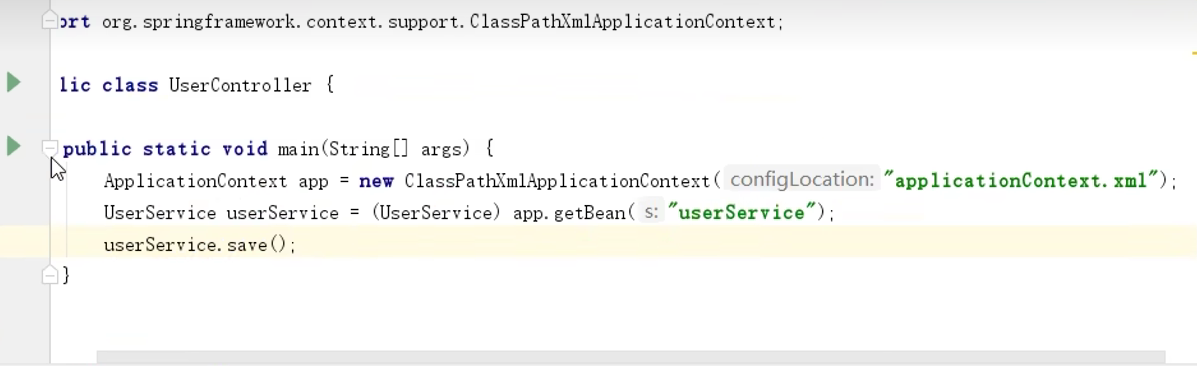 ort org.springframework.context.support.ClassPathXmlApplicationContext;
lic class UserController {
public static void main(String[] args) {
ApplicationContext app = new ClassPathXmlApplicationContext( configLocation: "applicationContext.xml");
UserService userService = (UserService) app.getBean( s: "userService");
userService.save();
}